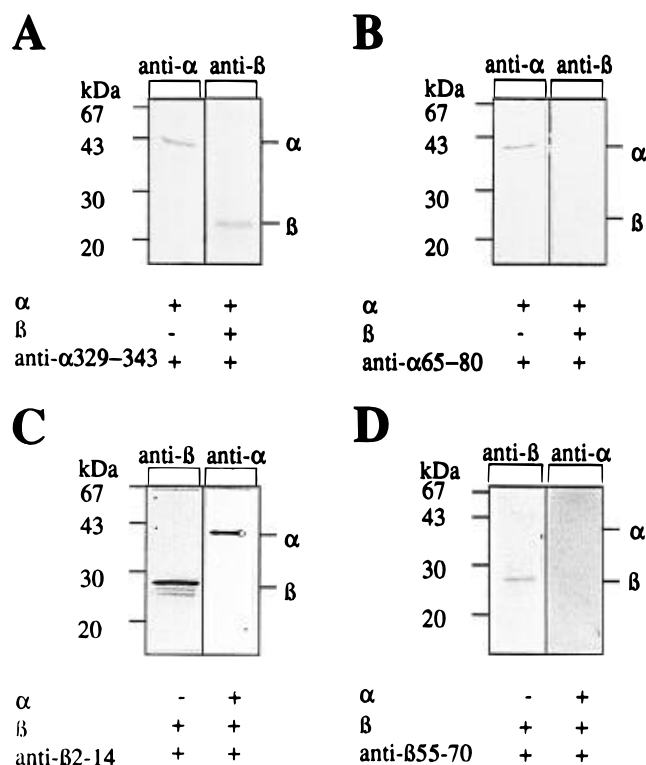 A
anti-α anti-ß
kDa
67
43
30
20
α
ß
α + +
ß - +
anti-α329–343 + +
B
anti-α anti-ß
kDa
67
43
30
20
α
ß
α + +
ß - +
anti-α65–80 + +
C
anti-ß anti-α
kDa
67
43
30
20
α
ß
α - +
ß + +
anti-ß2-14 + +
D
anti-ß anti-α
kDa
67
43
30
20
α
ß
α - +
ß + +
anti-ß55-70 + +